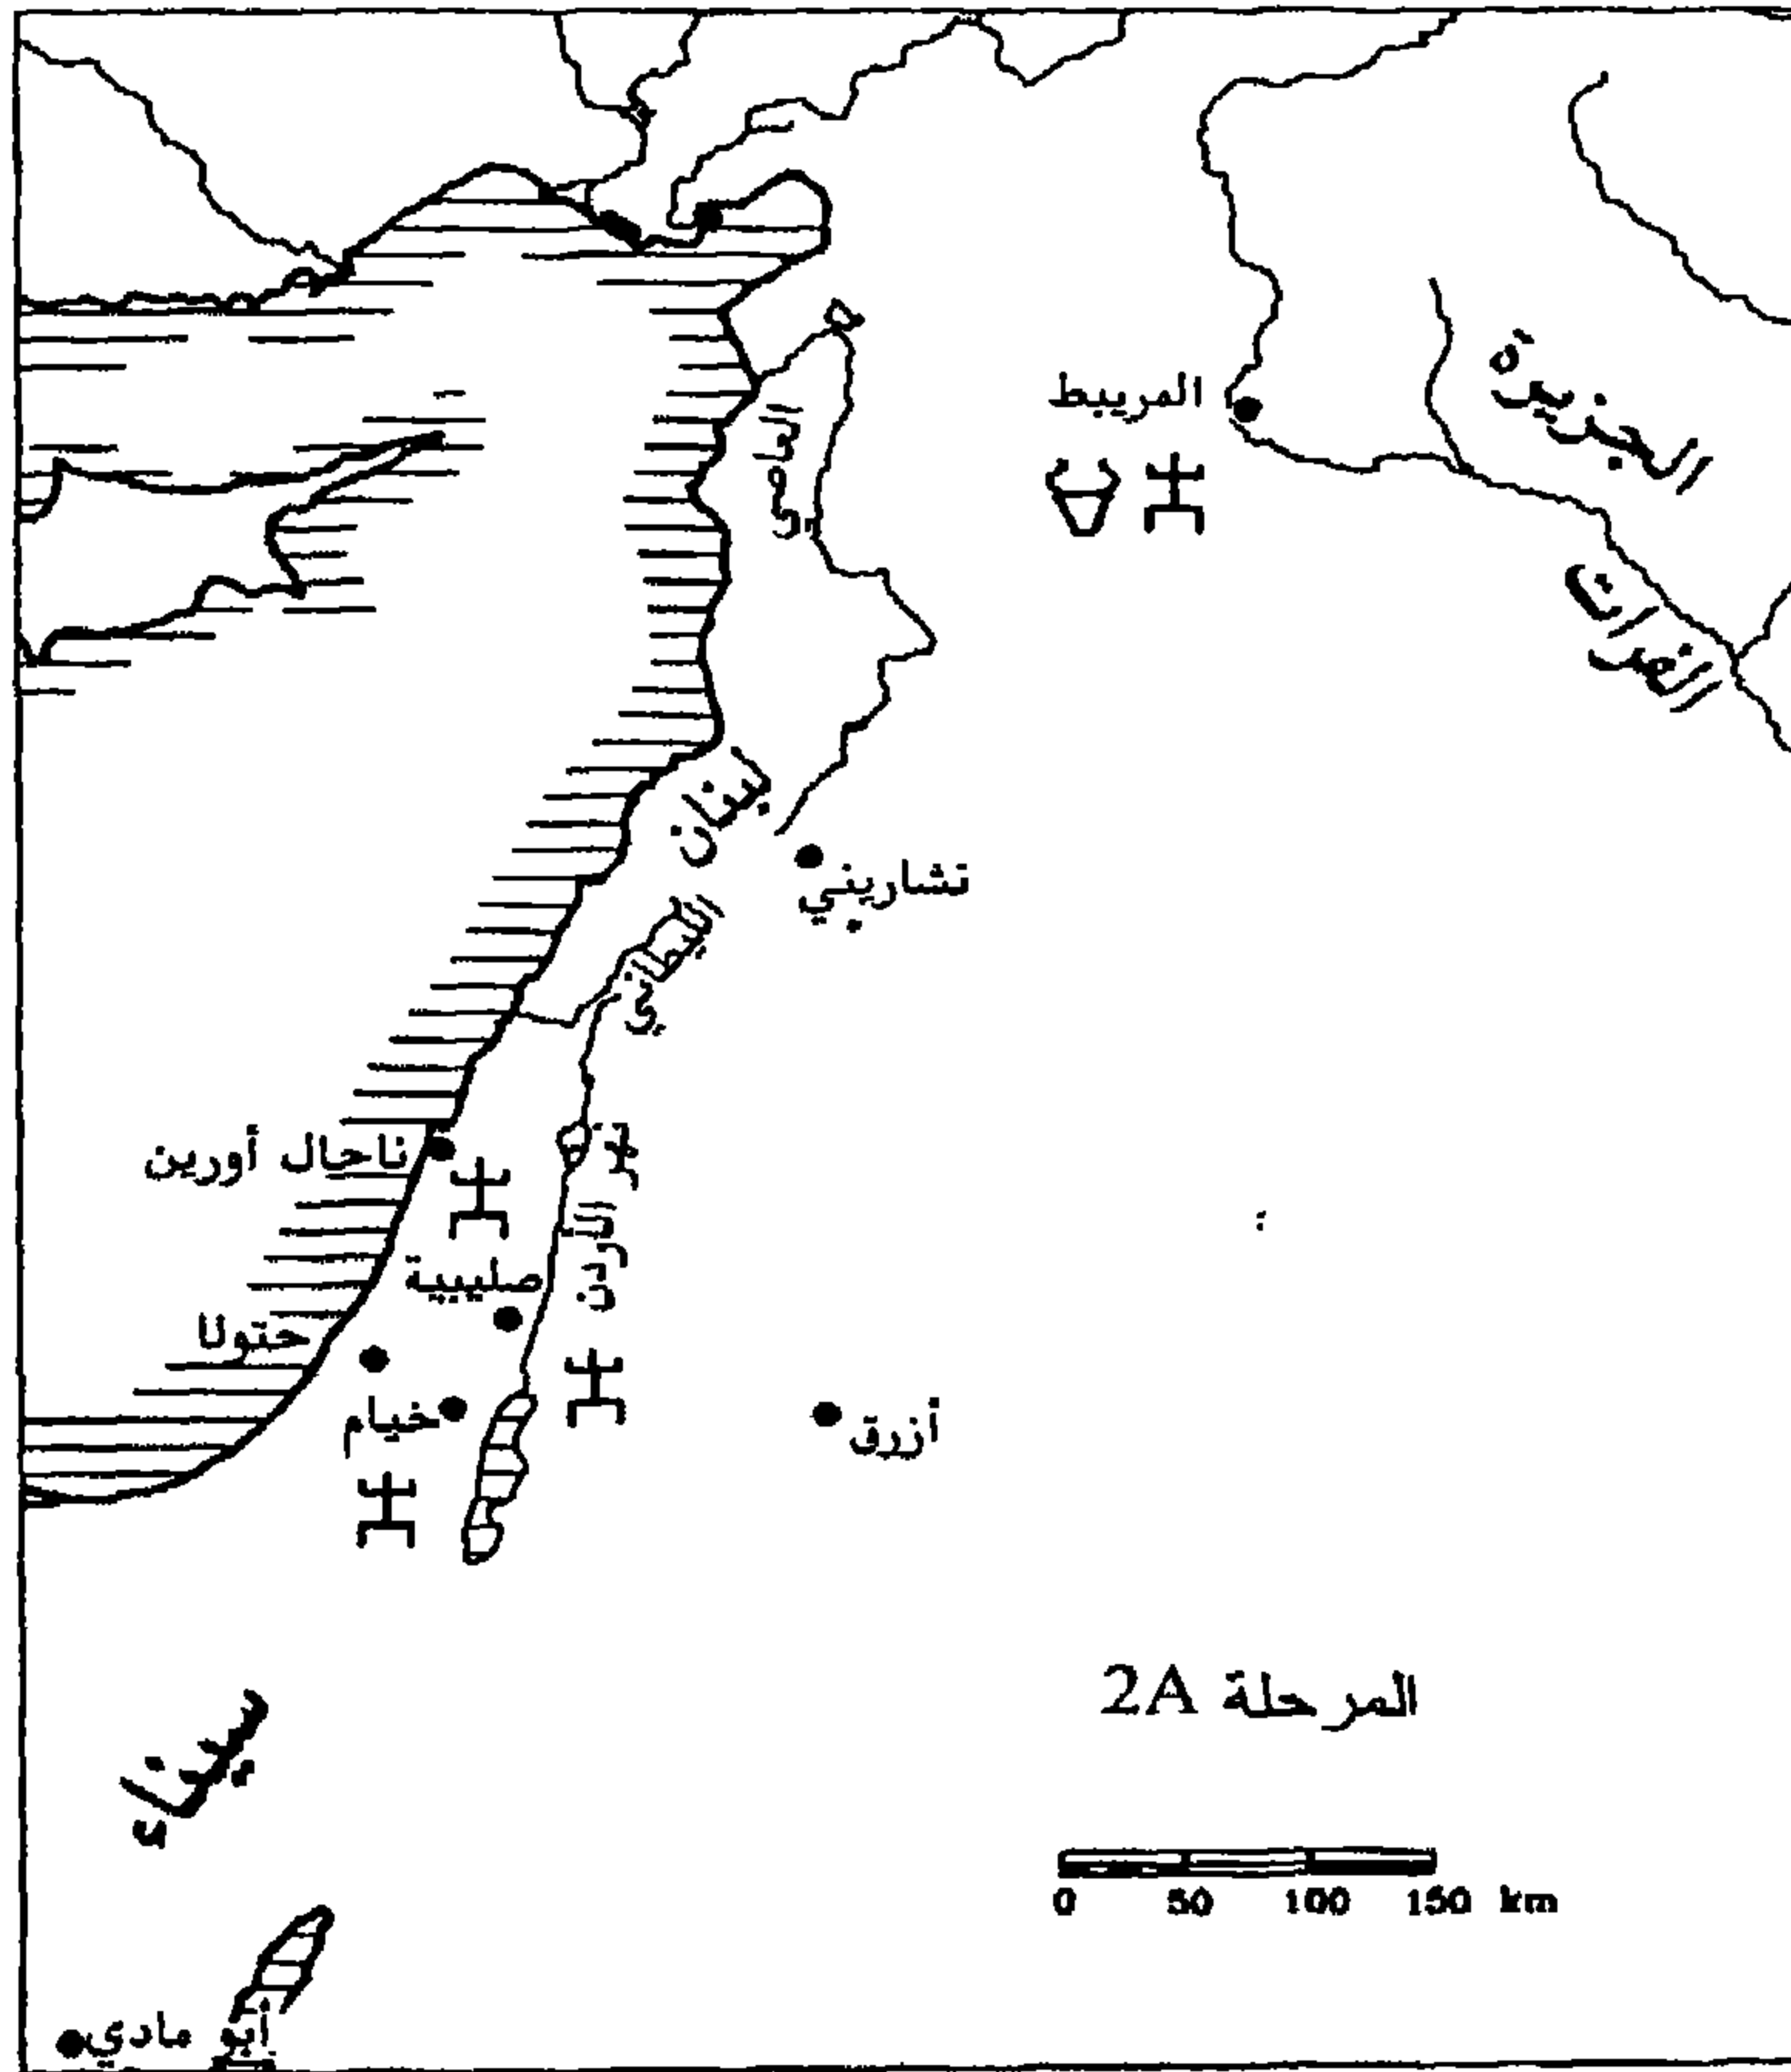 المريبط
الجزيرة
الفرات
العاصي
لبنان
تشاريني
الليطاني
ناحال أورين
الأردن
صليبية
حتولا
خيام
أزرق
المرحلة 2A
سيناء
0 50 100 150 km
أبو مادي